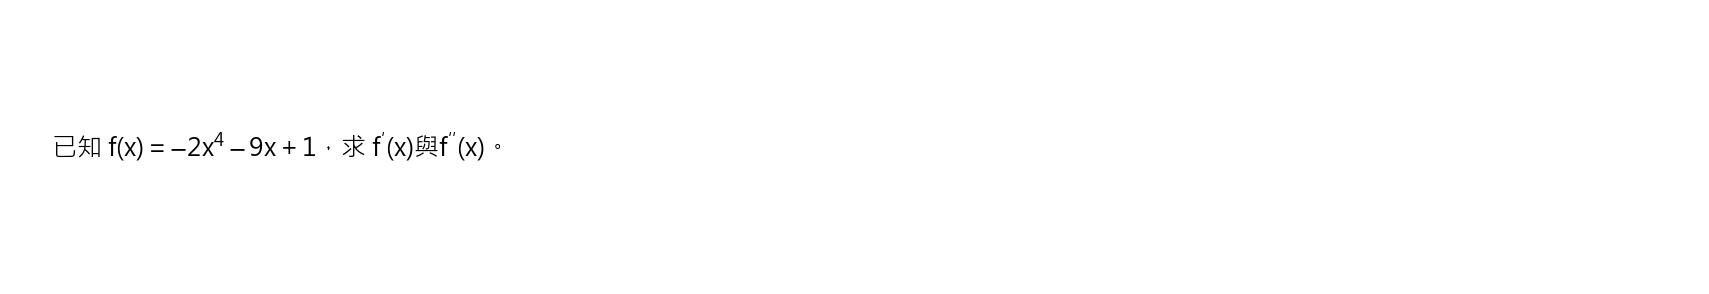 已知 f(x) = −2x⁴ − 9x + 1，求 f′(x)與f″(x)。